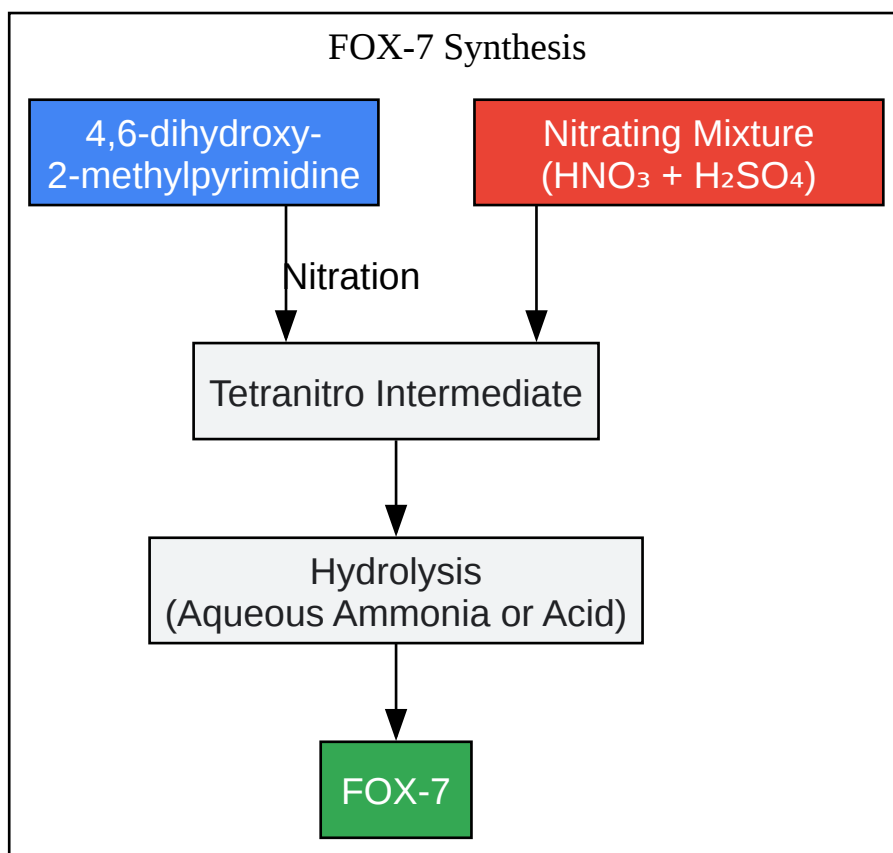 FOX-7 Synthesis
4,6-dihydroxy-
2-methylpyrimidine
Nitrating Mixture
(HNO₃ + H₂SO₄)
Nitration
Tetranitro Intermediate
Hydrolysis
(Aqueous Ammonia or Acid)
FOX-7